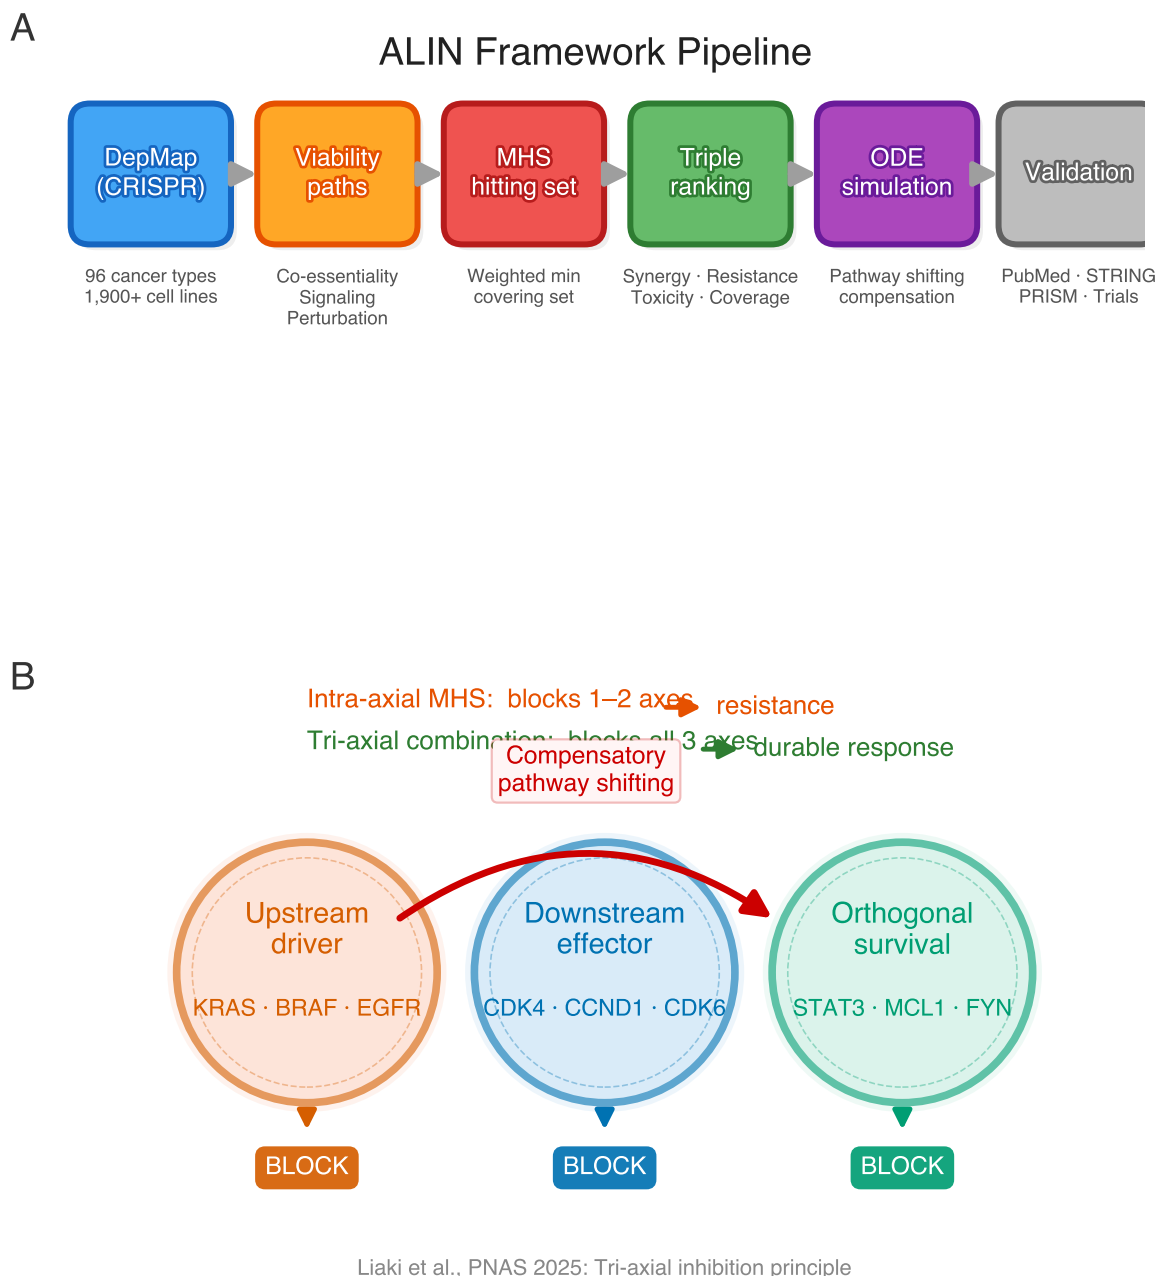 A
ALIN Framework Pipeline
DepMap
(CRISPR)
Viability
paths
MHS
hitting set
Triple
ranking
ODE
simulation
Validation
96 cancer types
1,900+ cell lines
Co-essentiality
Signaling
Perturbation
Weighted min
covering set
Synergy · Resistance
Toxicity · Coverage
Pathway shifting
compensation
PubMed · STRING
PRISM · Trials
B
Intra-axial MHS: blocks 1–2 axes
resistance
Tri-axial combination: blocks all 3 axes
durable response
Compensatory
pathway shifting
Upstream
driver
KRAS · BRAF · EGFR
Downstream
effector
CDK4 · CCND1 · CDK6
Orthogonal
survival
STAT3 · MCL1 · FYN
BLOCK
BLOCK
BLOCK
Liaki et al., PNAS 2025: Tri-axial inhibition principle